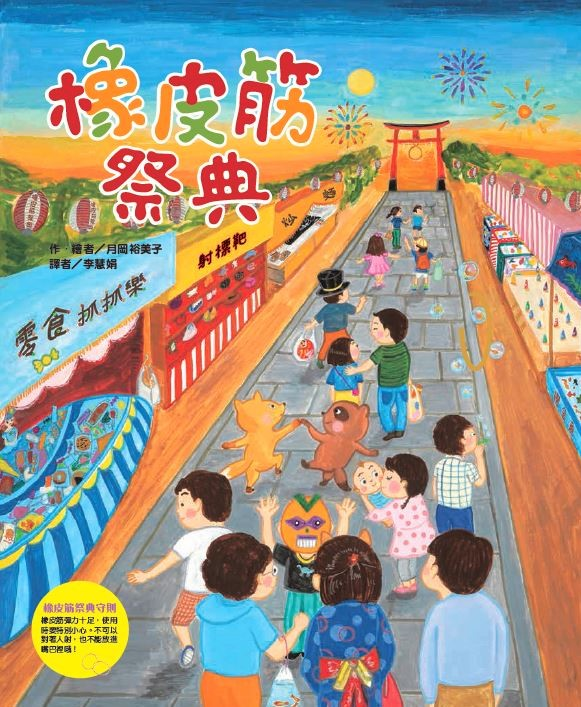 橡皮筋
祭典
作・繪者／月岡裕美子
譯者／李慧娟
零食抓抓樂
射標靶
橡皮筋祭典守則
橡皮筋彈力十足，使用
時要特別小心。不可以
對著人射，也不能放進
嘴巴裡喔！